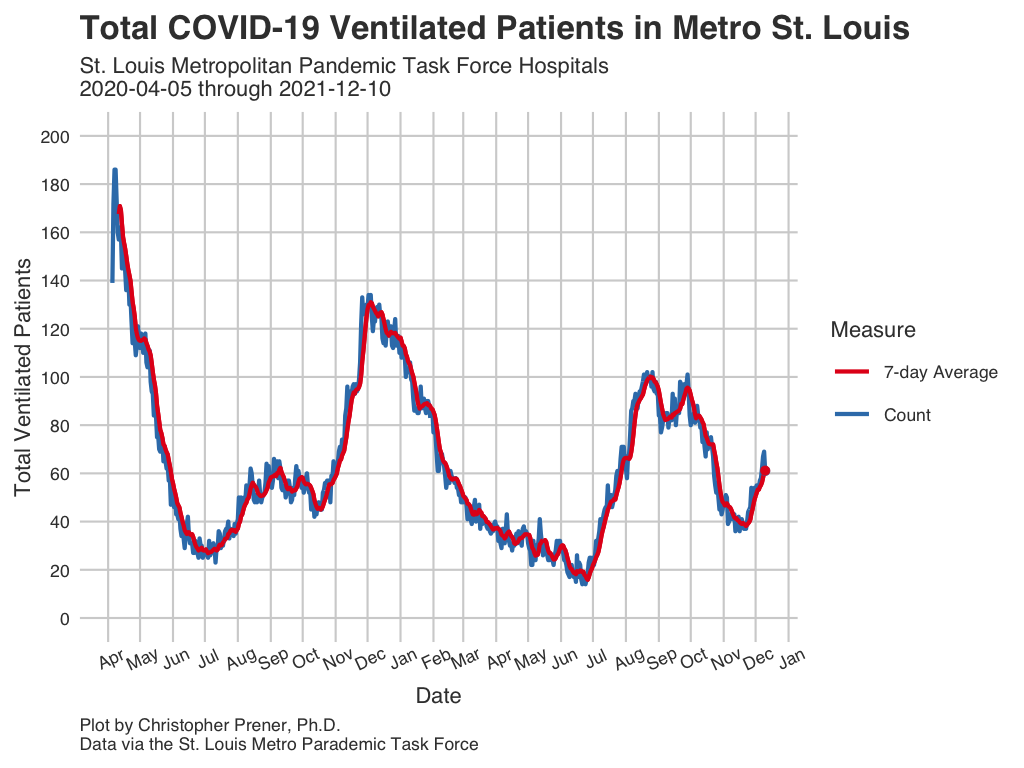 Total COVID-19 Ventilated Patients in Metro St. Louis
St. Louis Metropolitan Pandemic Task Force Hospitals
2020-04-05 through 2021-12-10
Total Ventilated Patients
200
180
160
140
120
100
80
60
40
20
0
Apr May Jun Jul Aug Sep Oct Nov Dec Jan Feb Mar Apr May Jun Jul Aug Sep Oct Nov Dec Jan
Date
Measure
7-day Average
Count
Plot by Christopher Prener, Ph.D.
Data via the St. Louis Metro Parademic Task Force